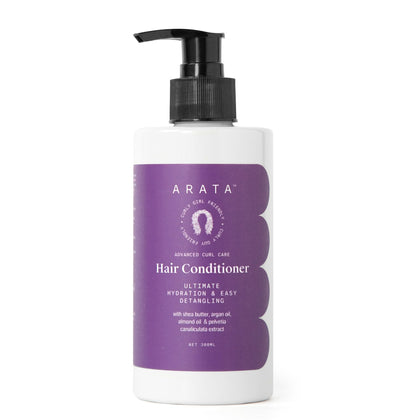 ARATA™
CURLY GIRL FRIENDLY • CURLY GUY FRIENDLY •
ADVANCED CURL CARE
Hair Conditioner
ULTIMATE
HYDRATION & EASY
DETANGLING
with shea butter, argan oil,
almond oil & pelvetia
canaliculata extract
NET 300ML